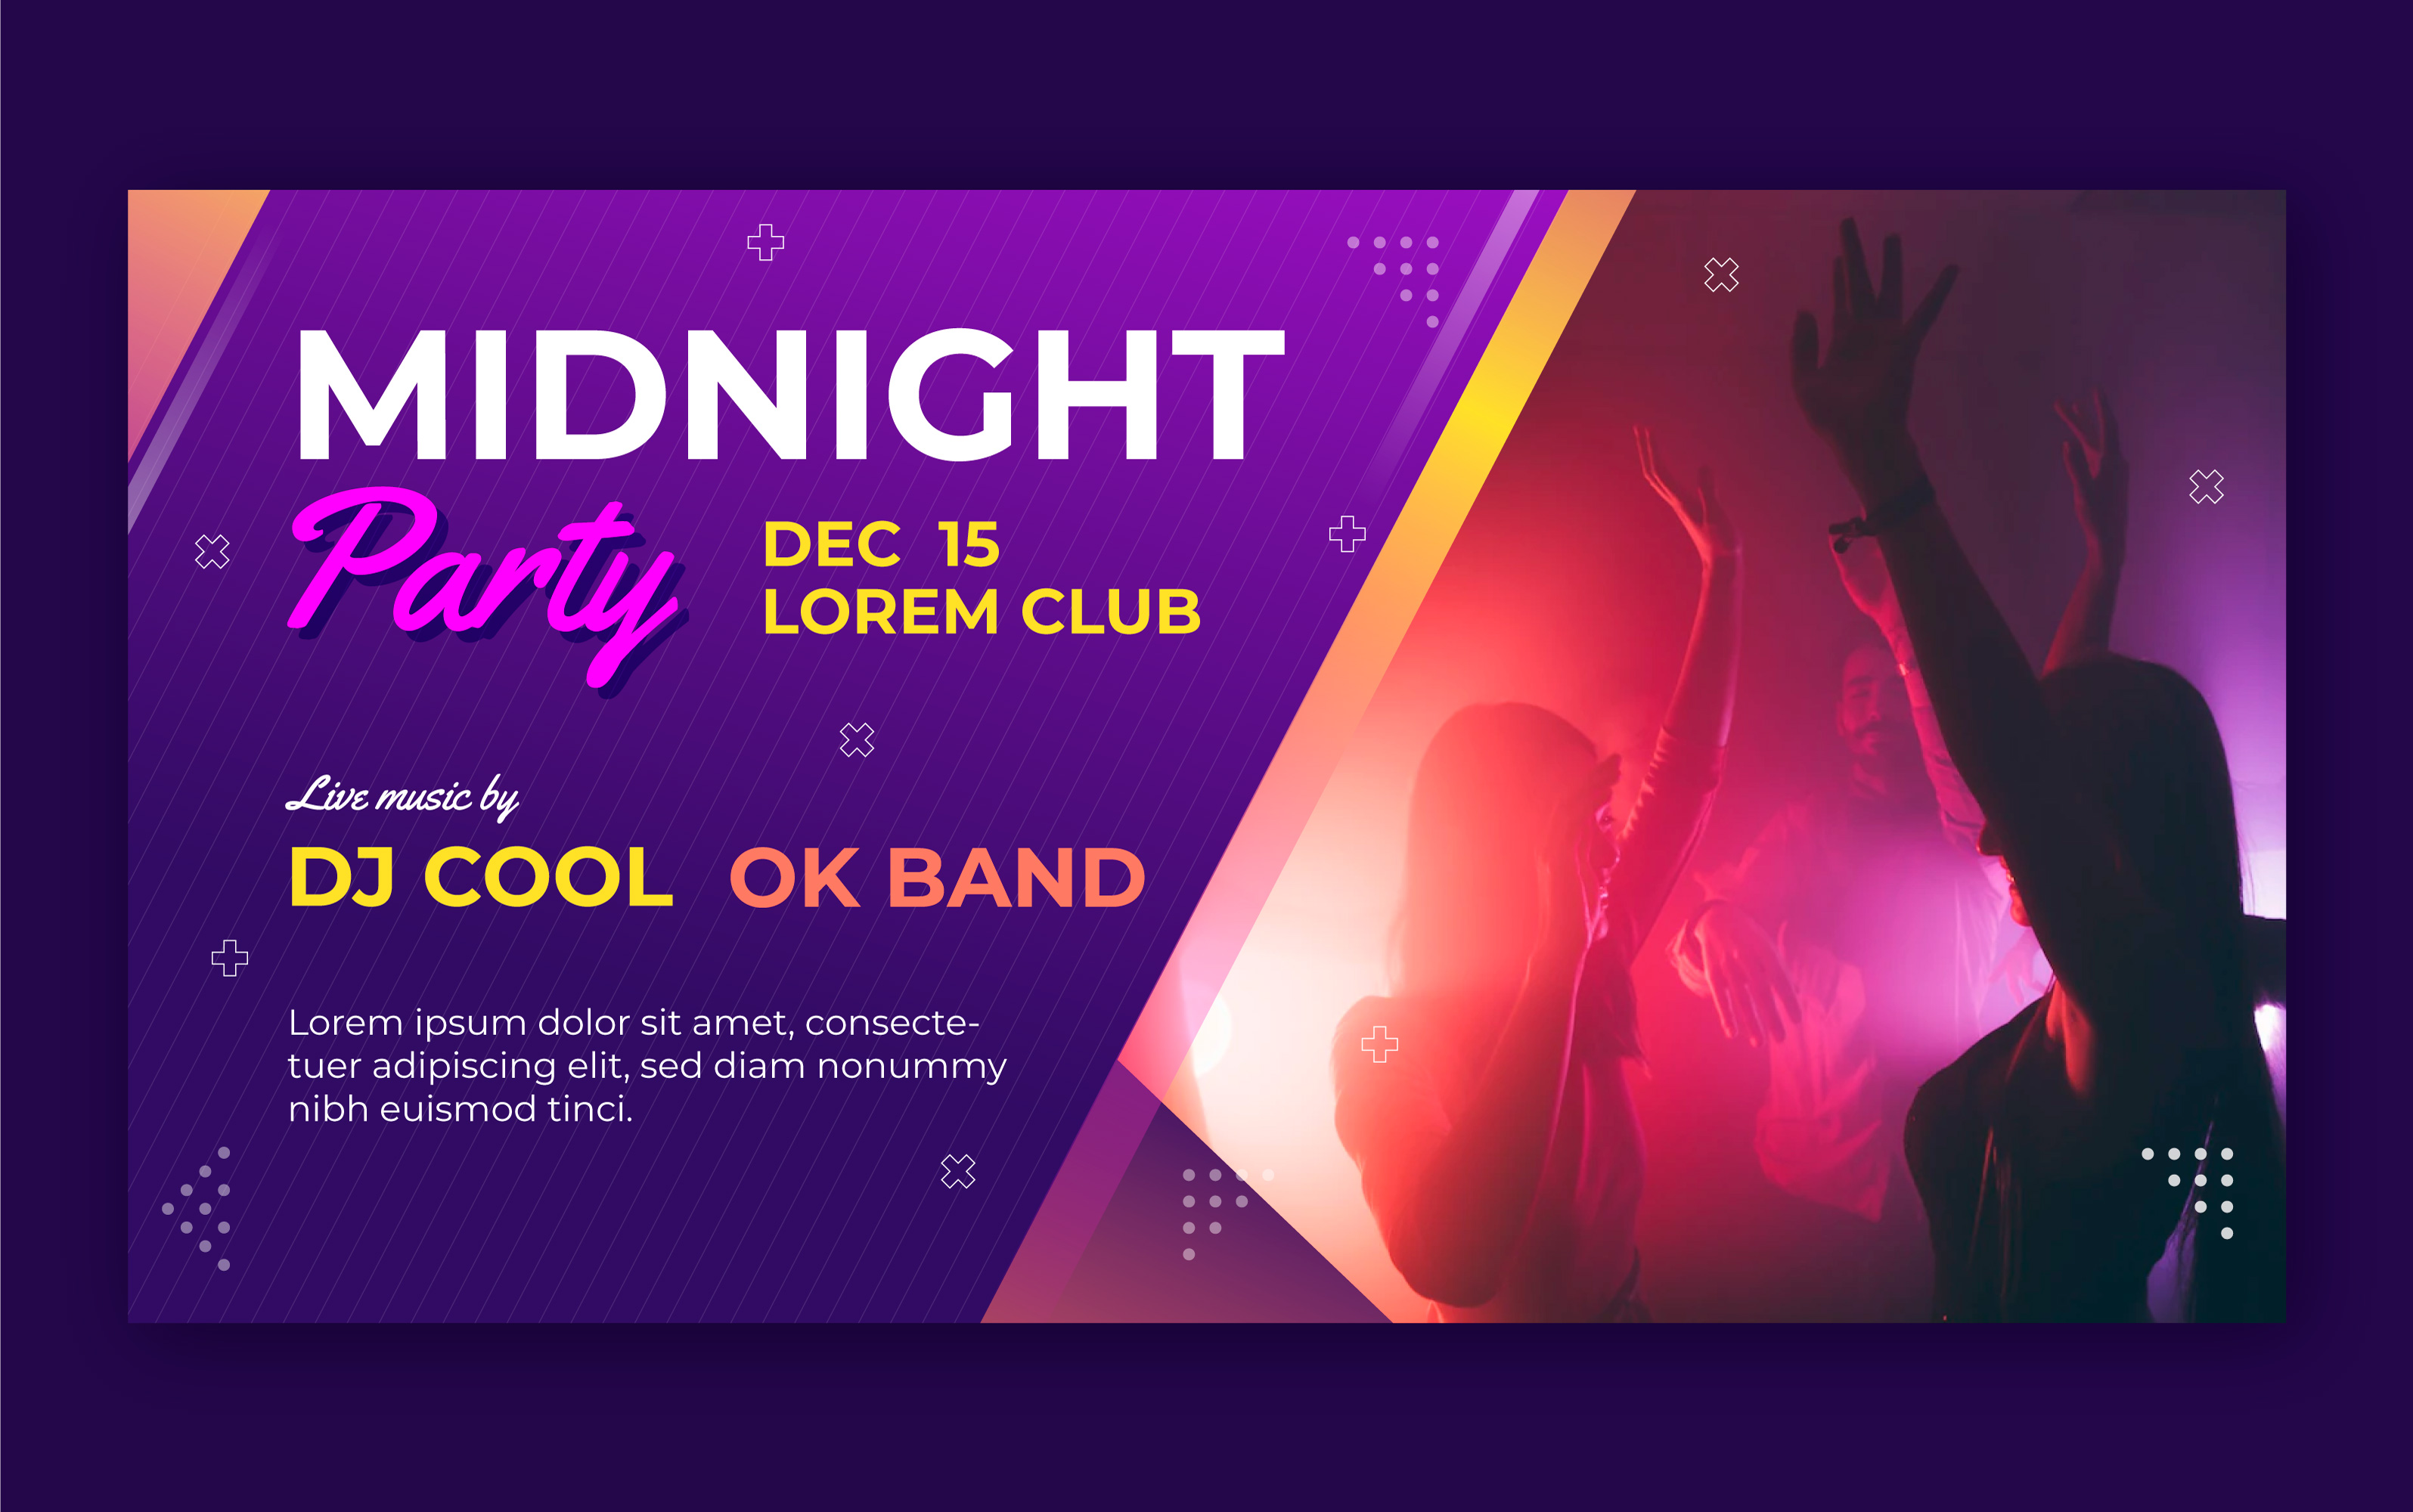 MIDNIGHT
Party
DEC 15
LOREM CLUB
Live music by
DJ COOL OK BAND
Lorem ipsum dolor sit amet, consecte-
tuer adipiscing elit, sed diam nonummy
nibh euismod tinci.